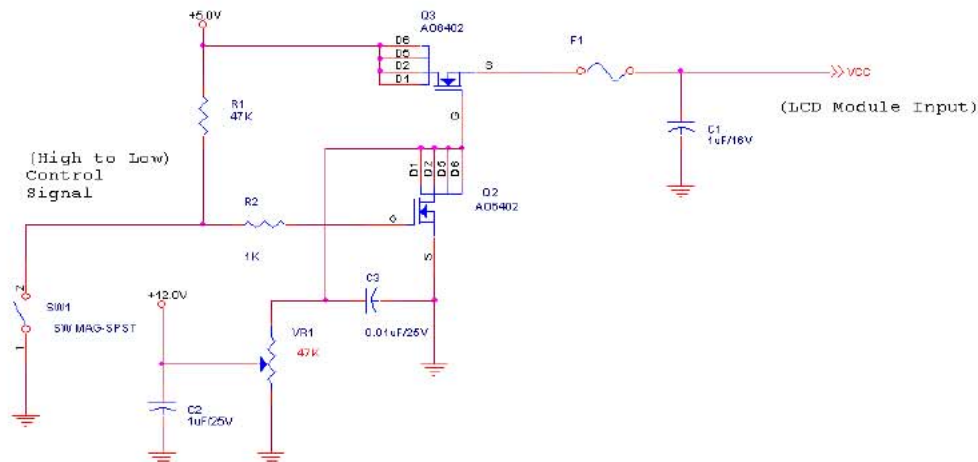 +5.0V
Q3
AO6402
D6
D5
D2
D1
S
G
F1
VCC
(LCD Module Input)
C1
1uF/16V
R1
47K
(High to Low)
Control
Signal
D1
D2
D5
D6
Q2
AO6402
R2
1K
G
S
2
SW1
SW MAG-SPST
1
+12.0V
VR1
47K
C3
0.01uF/25V
C2
1uF/25V